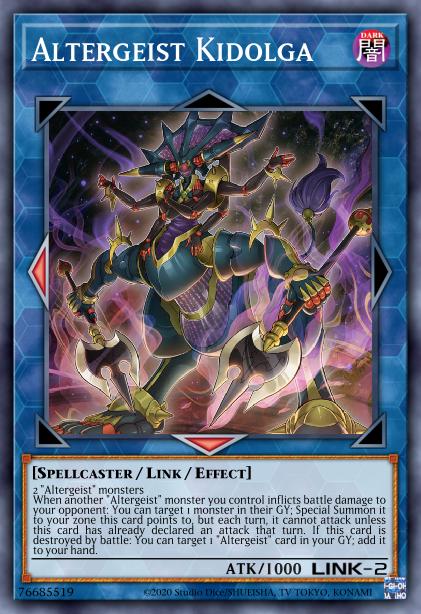 ALTERGEIST KIDOLGA
DARK
闇
[SPELLCASTER / LINK / EFFECT]
2 "Altergeist" monsters
When another "Altergeist" monster you control inflicts battle damage to
your opponent: You can target 1 monster in their GY; Special Summon it
to your zone this card points to, but each turn, it cannot attack unless
this card has already declared an attack that turn. If this card is
destroyed by battle: You can target 1 "Altergeist" card in your GY; add it
to your hand.
ATK/1000 LINK-2
76685519
©2020 Studio Dice/SHUEISHA, TV TOKYO, KONAMI